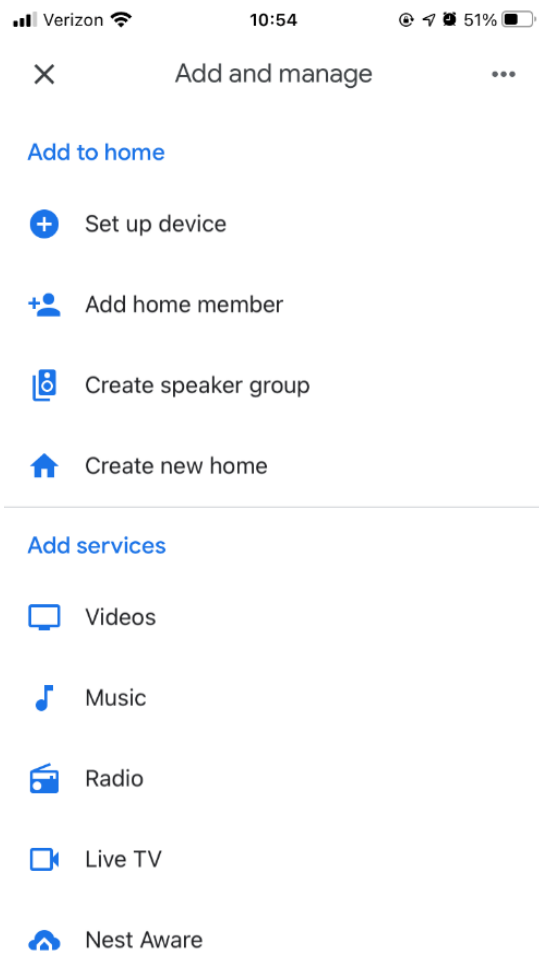 Verizon 10:54 51%
Add and manage
Add to home
Set up device
Add home member
Create speaker group
Create new home
Add services
Videos
Music
Radio
Live TV
Nest Aware